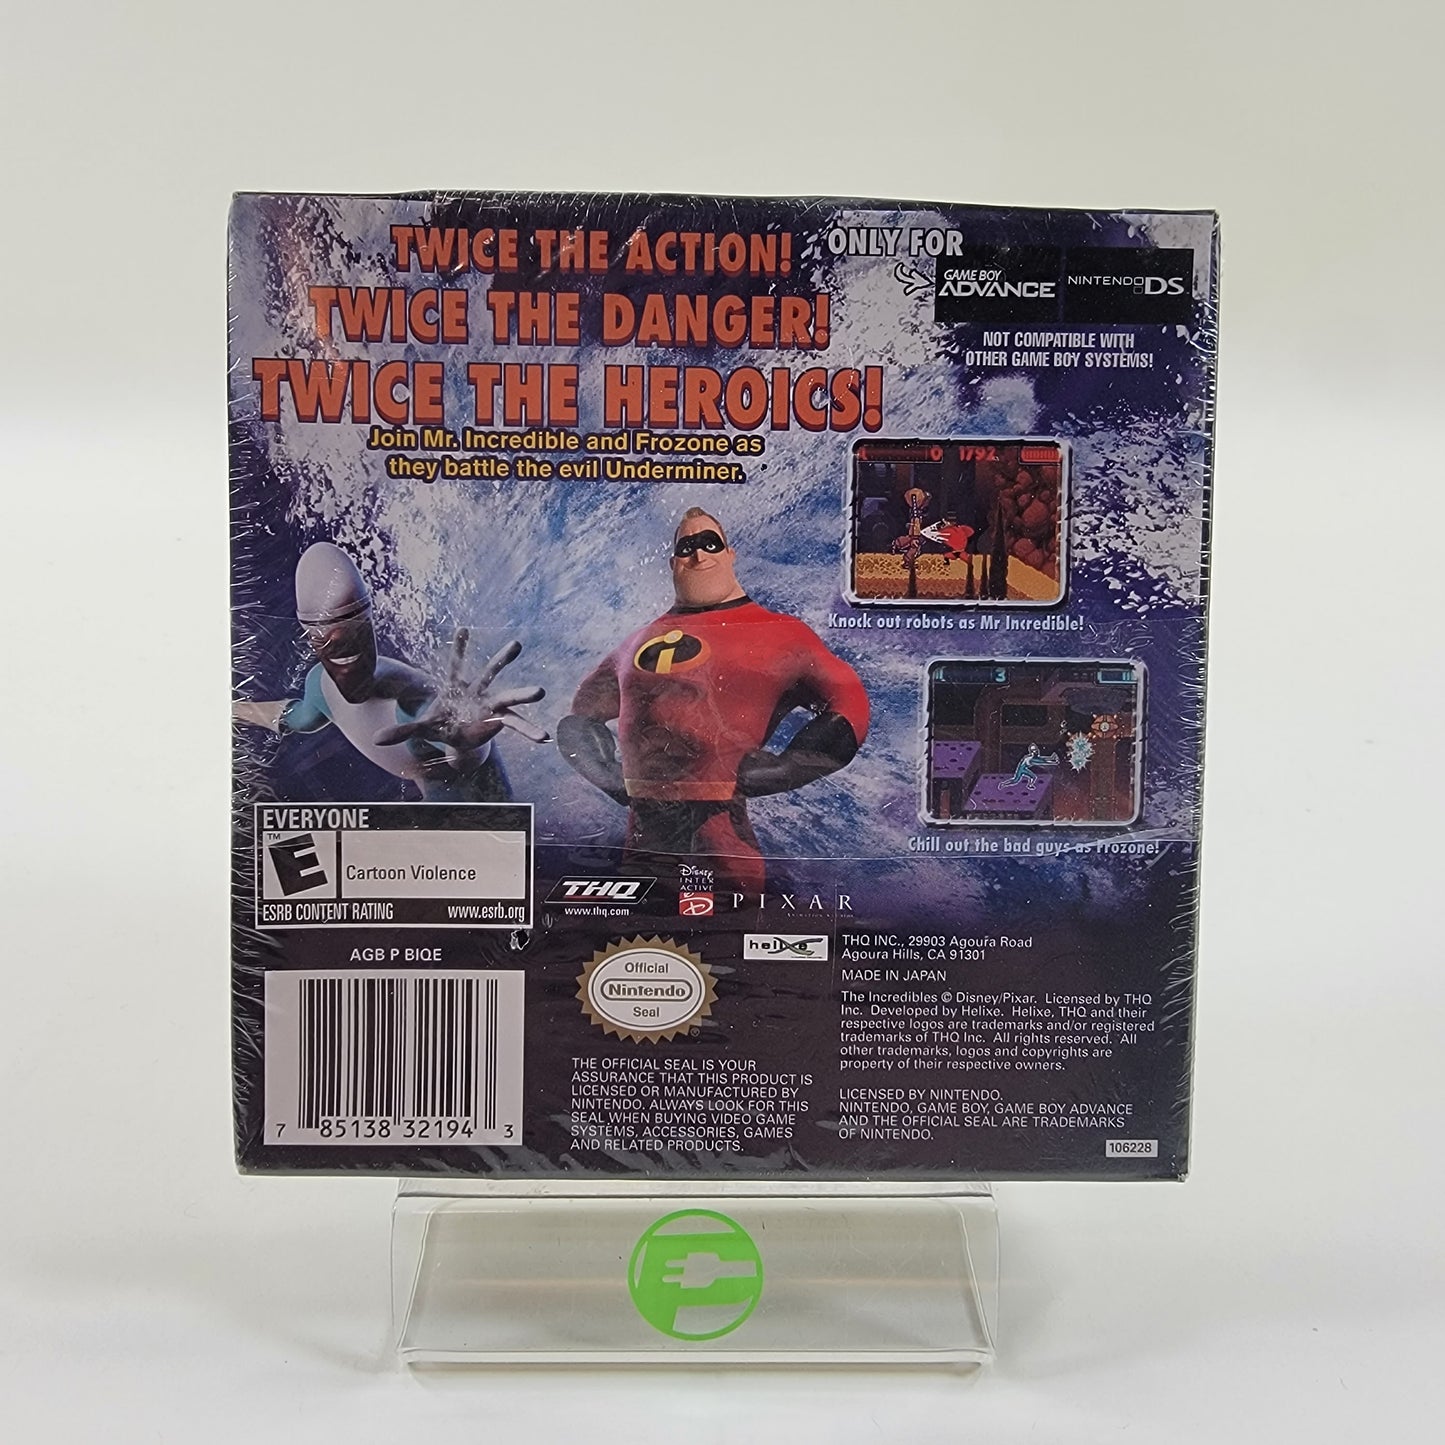 TWICE THE ACTION!
TWICE THE DANGER!
TWICE THE HEROICS!
Join Mr. Incredible and Frozone as
they battle the evil Underminer.
ONLY FOR
GAME BOY
ADVANCE
NINTENDO DS
NOT COMPATIBLE WITH
OTHER GAME BOY SYSTEMS!
0 1792
Knock out robots as Mr Incredible!
3
Chill out the bad guys as Frozone!
i
EVERYONE
TM
E
Cartoon Violence
ESRB CONTENT RATING www.esrb.org
THQ
www.thq.com
Disney
INTER
ACTIVE
D
PIXAR
ANIMATION STUDIOS
AGB P BIQE
7 85138 32194 3
Official
Nintendo
Seal
®
THE OFFICIAL SEAL IS YOUR
ASSURANCE THAT THIS PRODUCT IS
LICENSED OR MANUFACTURED BY
NINTENDO. ALWAYS LOOK FOR THIS
SEAL WHEN BUYING VIDEO GAME
SYSTEMS, ACCESSORIES, GAMES
AND RELATED PRODUCTS.
helixe
THQ INC., 29903 Agoura Road
Agoura Hills, CA 91301
MADE IN JAPAN
The Incredibles © Disney/Pixar. Licensed by THQ
Inc. Developed by Helixe. Helixe, THQ and their
respective logos are trademarks and/or registered
trademarks of THQ Inc. All rights reserved. All
other trademarks, logos and copyrights are
property of their respective owners.
LICENSED BY NINTENDO.
NINTENDO, GAME BOY, GAME BOY ADVANCE
AND THE OFFICIAL SEAL ARE TRADEMARKS
OF NINTENDO.
106228